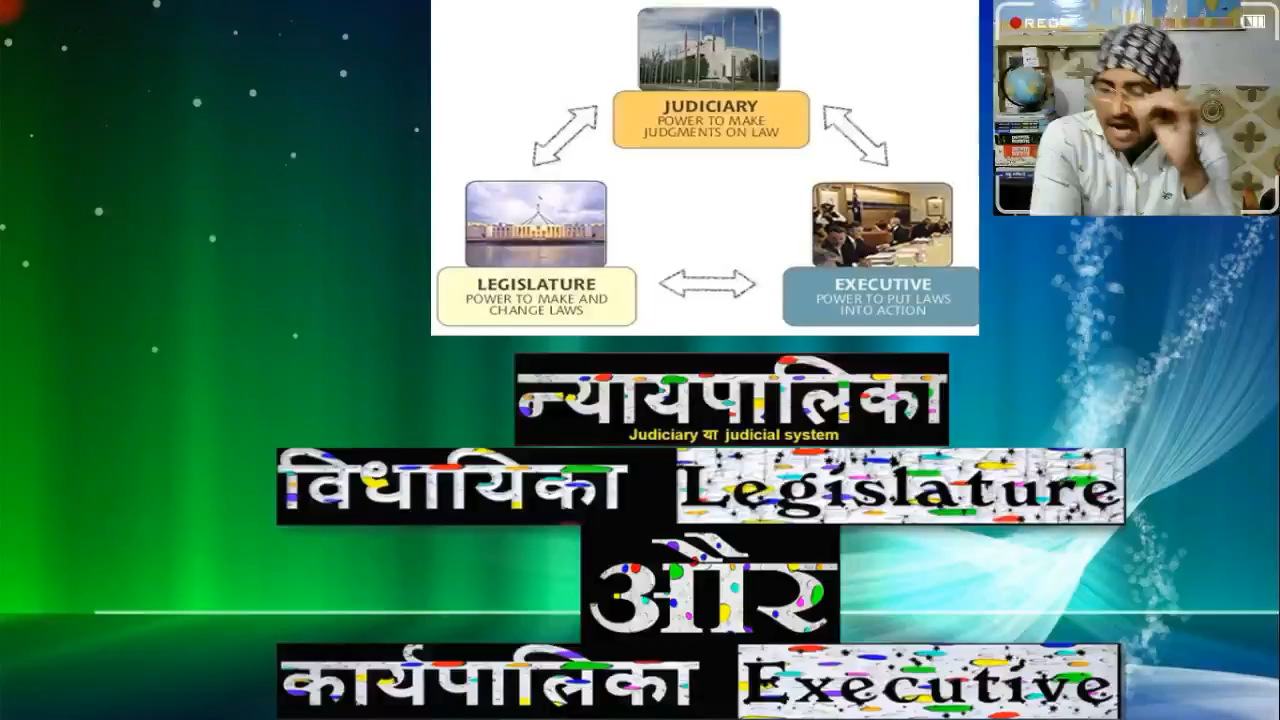 REC
JUDICIARY
POWER TO MAKE
JUDGMENTS ON LAW
LEGISLATURE
POWER TO MAKE AND
CHANGE LAWS
EXECUTIVE
POWER TO PUT LAWS
INTO ACTION
न्यायपालिका
Judiciary या judicial system
विधायिका Legislature
और
कार्यपालिका Executive